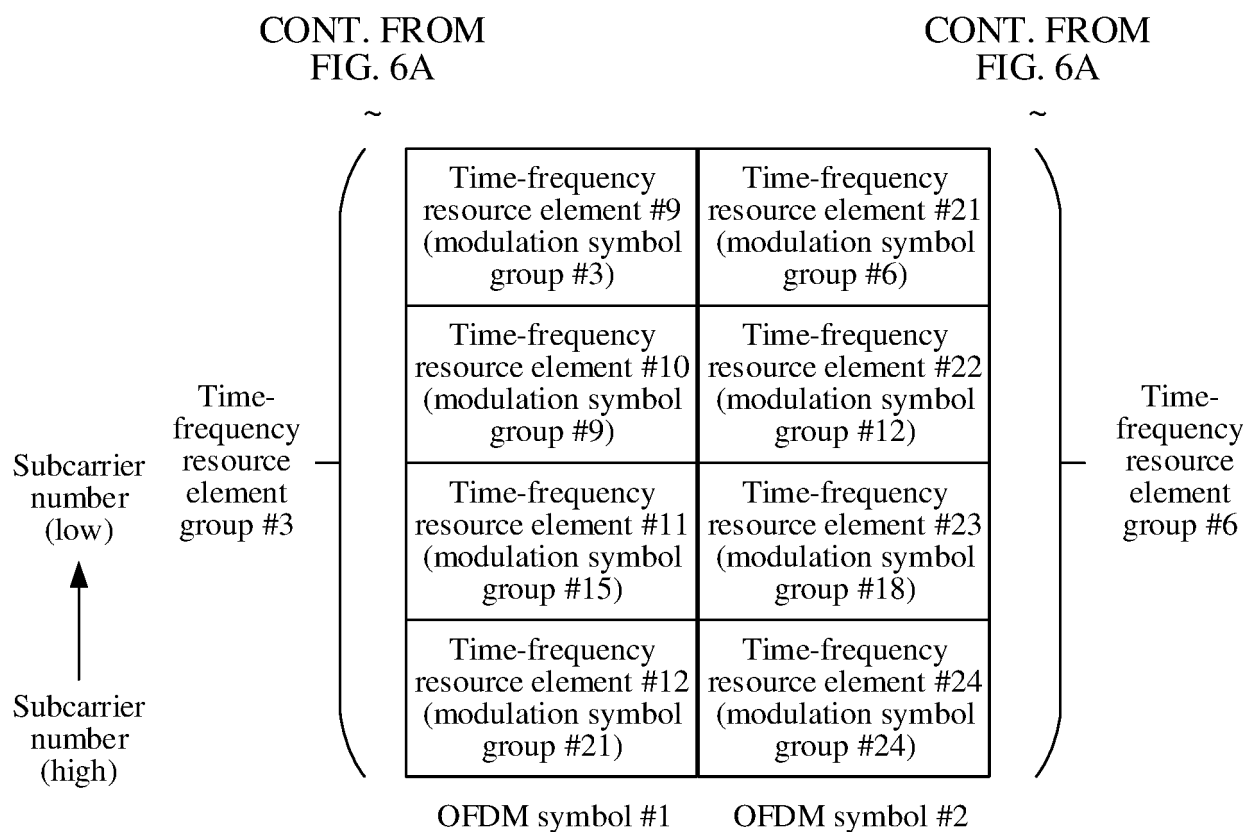 CONT. FROM
FIG. 6A
~
CONT. FROM
FIG. 6A
~
Subcarrier
number
(low)
Subcarrier
number
(high)
Time-
frequency
resource
element
group #3
Time-frequency
resource element #9
(modulation symbol
group #3)
Time-frequency
resource element #21
(modulation symbol
group #6)
Time-frequency
resource element #10
(modulation symbol
group #9)
Time-frequency
resource element #22
(modulation symbol
group #12)
Time-frequency
resource element #11
(modulation symbol
group #15)
Time-frequency
resource element #23
(modulation symbol
group #18)
Time-frequency
resource element #12
(modulation symbol
group #21)
Time-frequency
resource element #24
(modulation symbol
group #24)
Time-
frequency
resource
element
group #6
OFDM symbol #1
OFDM symbol #2